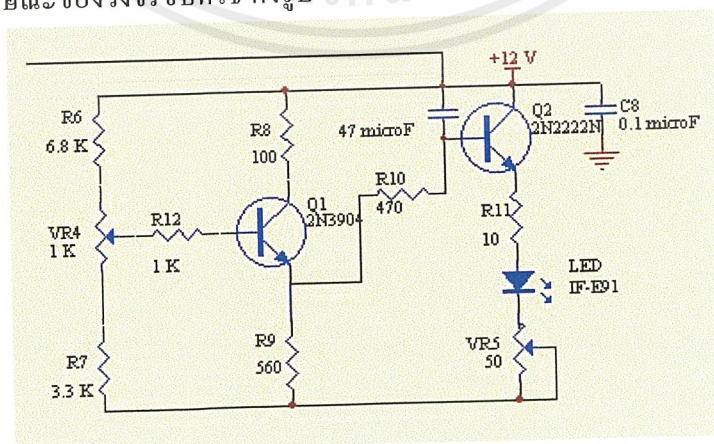 +12 V
R6
6.8 K
R8
100
47 microF
Q2
2N2222N
C8
0.1 microF
R10
470
Q1
2N3904
R12
1 K
VR4
1 K
R11
10
LED
IF-E91
R9
560
VR5
50
R7
3.3 K